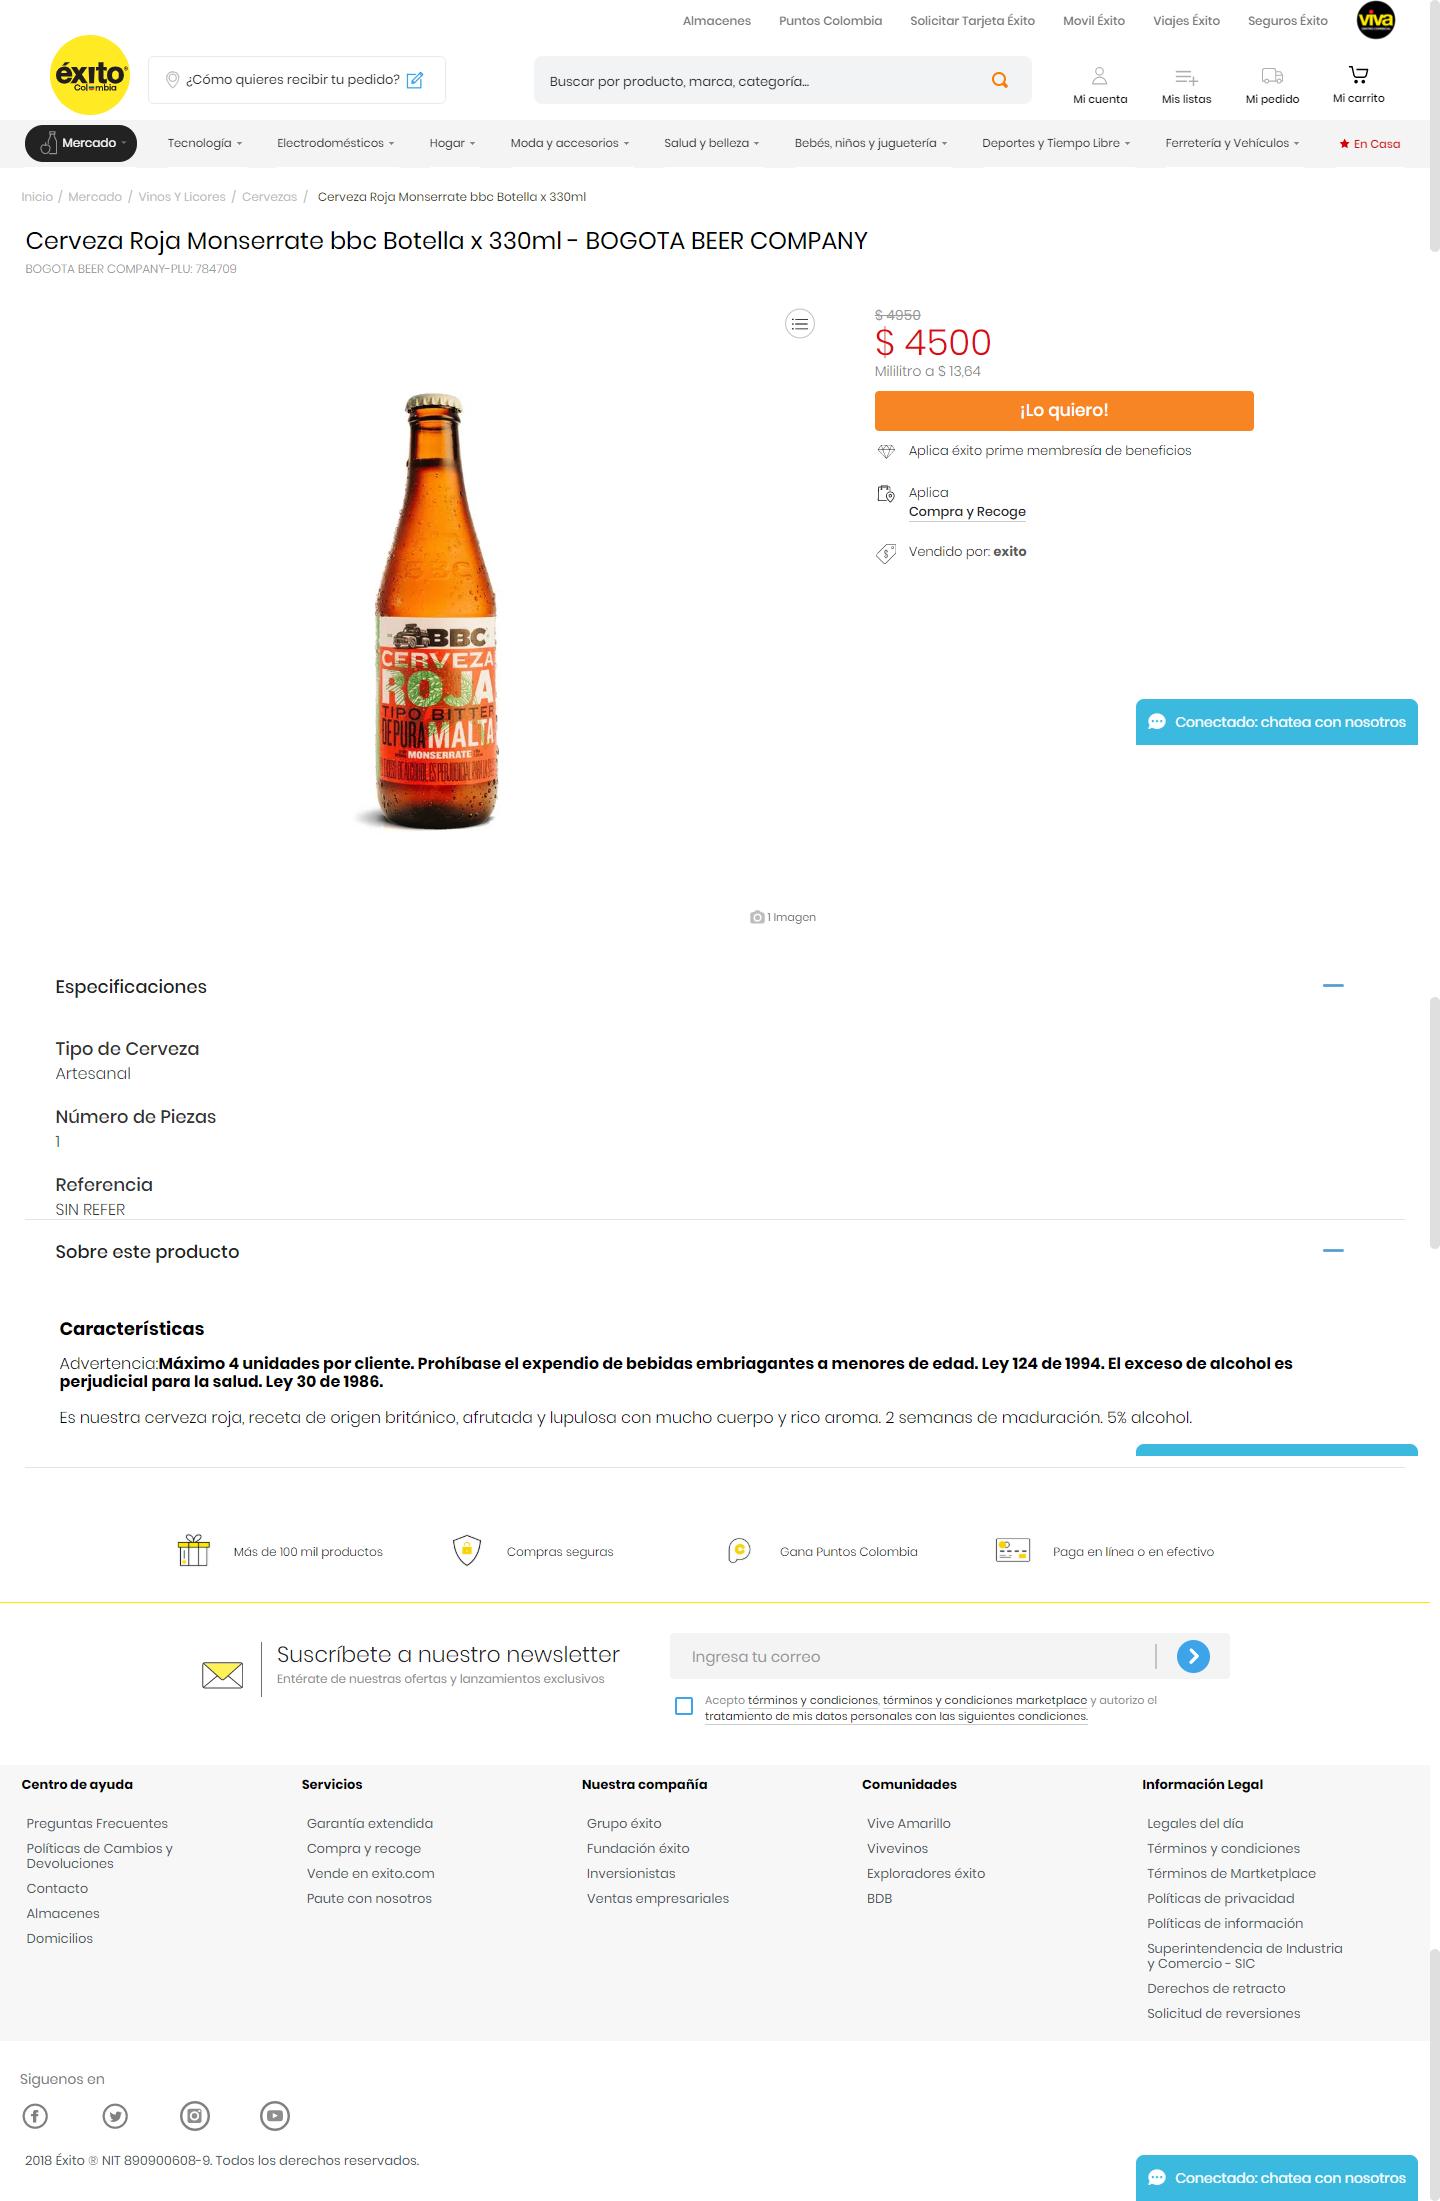 Almacenes Puntos Colombia Solicitar Tarjeta Éxito Movil Éxito Viajes Éxito Seguros Éxito viva
éxito
Colombia
¿Cómo quieres recibir tu pedido?
Buscar por producto, marca, categoría...
Mi cuenta Mis listas Mi pedido Mi carrito
Mercado Tecnología Electrodomésticos Hogar Moda y accesorios Salud y belleza Bebés, niños y juguetería Deportes y Tiempo Libre Ferretería y Vehículos En Casa
Inicio / Mercado / Vinos Y Licores / Cervezas / Cerveza Roja Monserrate bbc Botella x 330ml
Cerveza Roja Monserrate bbc Botella x 330ml - BOGOTA BEER COMPANY
BOGOTA BEER COMPANY-PLU: 784709
$ 4950
$ 4500
Mililitro a $ 13,64
¡Lo quiero!
Aplica éxito prime membresía de beneficios
Aplica
Compra y Recoge
Vendido por: exito
BBC
BBC
CERVEZA
ROJA
TIPO BITTER
DE PURA MALTA
MONSERRATE
Conectado: chatea con nosotros
1 Imagen
Especificaciones
Tipo de Cerveza
Artesanal
Número de Piezas
1
Referencia
SIN REFER
Sobre este producto
Características
Advertencia:Máximo 4 unidades por cliente. Prohíbase el expendio de bebidas embriagantes a menores de edad. Ley 124 de 1994. El exceso de alcohol es
perjudicial para la salud. Ley 30 de 1986.
Es nuestra cerveza roja, receta de origen británico, afrutada y lupulosa con mucho cuerpo y rico aroma. 2 semanas de maduración. 5% alcohol.
Más de 100 mil productos Compras seguras Gana Puntos Colombia Paga en línea o en efectivo
Suscríbete a nuestro newsletter
Entérate de nuestras ofertas y lanzamientos exclusivos
Ingresa tu correo
Acepto términos y condiciones, términos y condiciones marketplace y autorizo el
tratamiento de mis datos personales con las siguientes condiciones.
Centro de ayuda
Preguntas Frecuentes
Políticas de Cambios y
Devoluciones
Contacto
Almacenes
Domicilios
Servicios
Garantía extendida
Compra y recoge
Vende en exito.com
Paute con nosotros
Nuestra compañía
Grupo éxito
Fundación éxito
Inversionistas
Ventas empresariales
Comunidades
Vive Amarillo
Vivevinos
Exploradores éxito
BDB
Información Legal
Legales del día
Términos y condiciones
Términos de Martketplace
Políticas de privacidad
Políticas de información
Superintendencia de Industria
y Comercio - SIC
Derechos de retracto
Solicitud de reversiones
Siguenos en
2018 Éxito ® NIT 890900608-9. Todos los derechos reservados.
Conectado: chatea con nosotros